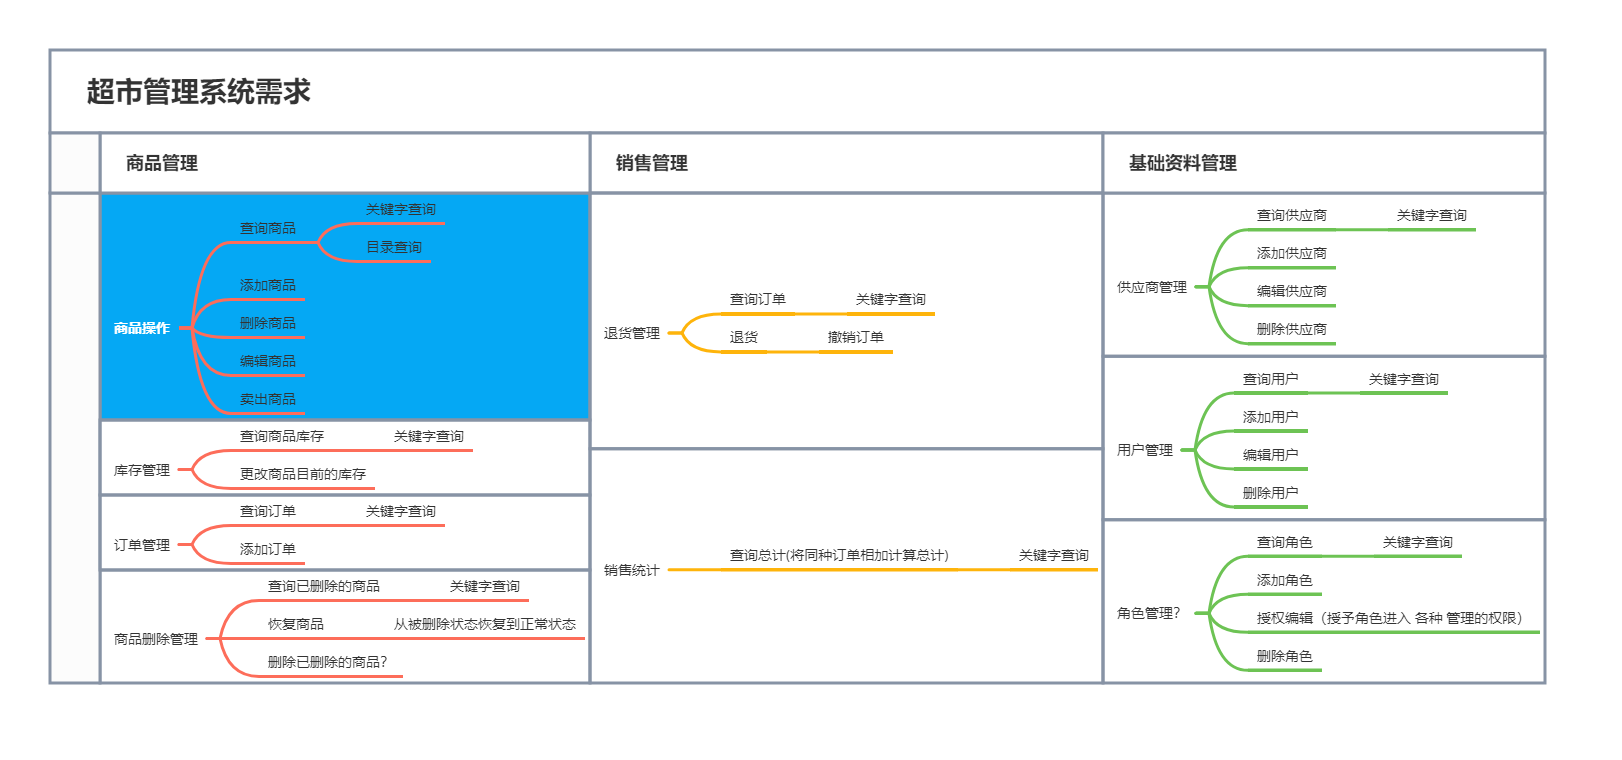 超市管理系统需求
商品管理
销售管理
基础资料管理
商品操作
查询商品
关键字查询
目录查询
添加商品
删除商品
编辑商品
卖出商品
库存管理
查询商品库存
关键字查询
更改商品目前的库存
订单管理
查询订单
关键字查询
添加订单
商品删除管理
查询已删除的商品
关键字查询
恢复商品
从被删除状态恢复到正常状态
删除已删除的商品?
退货管理
查询订单
关键字查询
退货
撤销订单
销售统计
查询总计(将同种订单相加计算总计)
关键字查询
供应商管理
查询供应商
关键字查询
添加供应商
编辑供应商
删除供应商
用户管理
查询用户
关键字查询
添加用户
编辑用户
删除用户
角色管理?
查询角色
关键字查询
添加角色
授权编辑（授予角色进入 各种 管理的权限）
删除角色